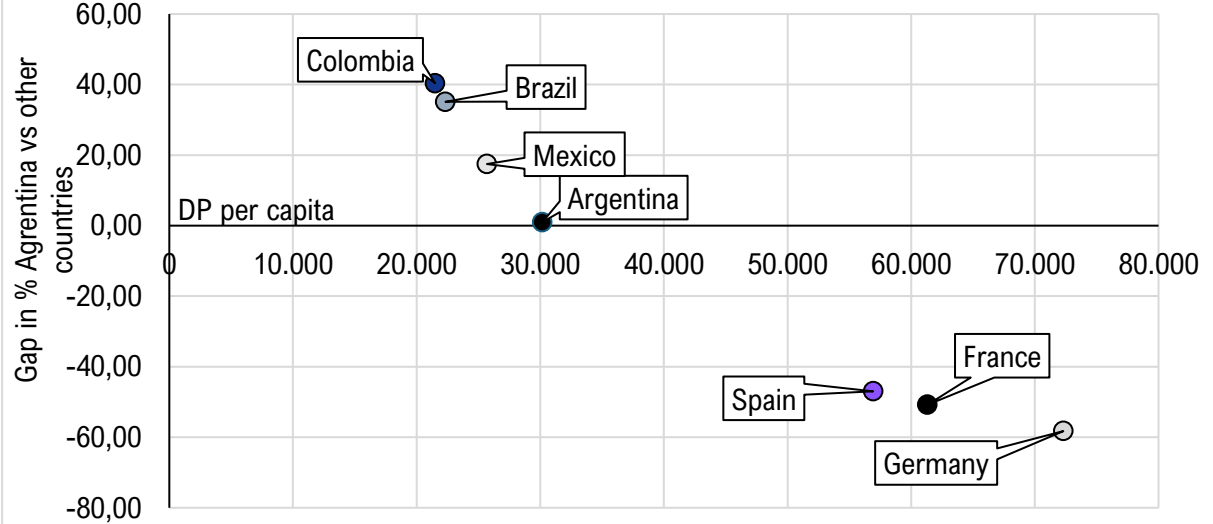 60,00
40,00
20,00
0,00
-20,00
-40,00
-60,00
-80,00
Gap in % Agrentina vs other
countries
DP per capita
0
10.000
20.000
30.000
40.000
50.000
60.000
70.000
80.000
Colombia
Brazil
Mexico
Argentina
Spain
France
Germany